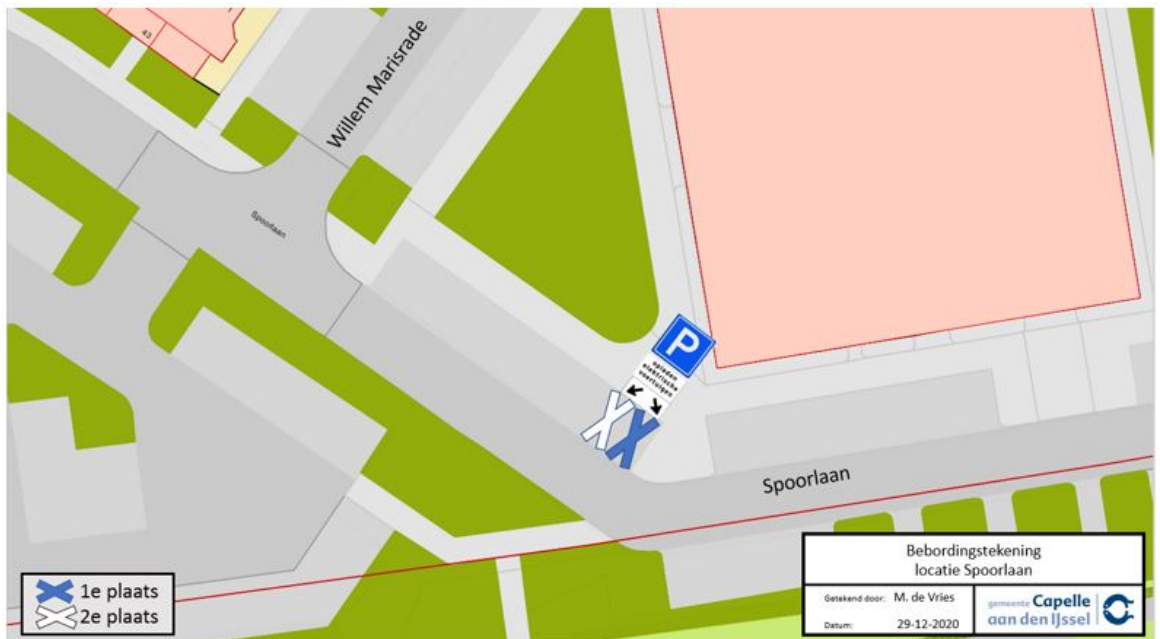 43
Willem Marisrade
Spoorlaan
P
opladen
elektrische
voertuigen
Spoorlaan
1e plaats
2e plaats
Bebordingstekening
locatie Spoorlaan
Getekend door: M. de Vries
Datum: 29-12-2020
gemeente Capelle
aan den IJssel